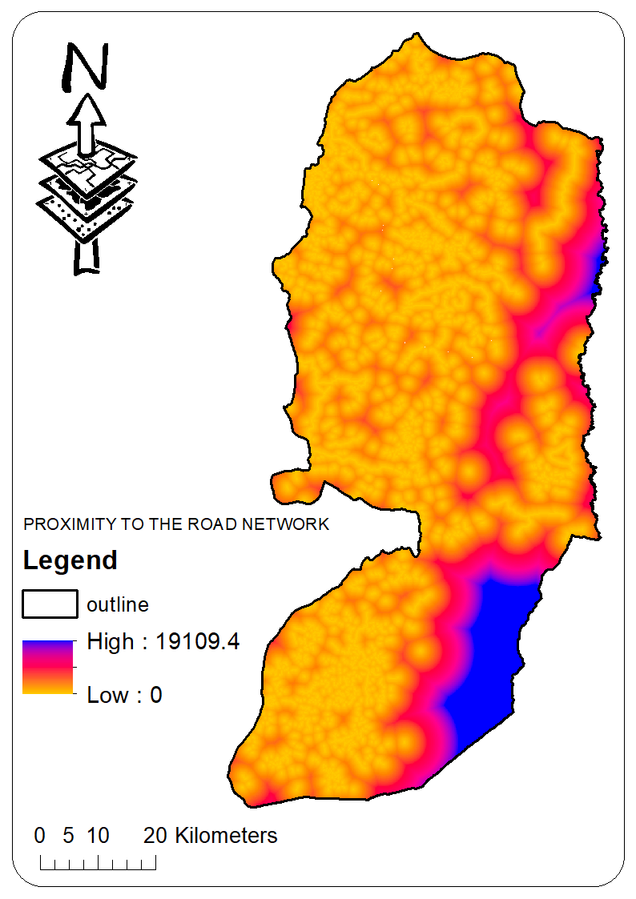 N
PROXIMITY TO THE ROAD NETWORK
Legend
outline
High : 19109.4
Low : 0
0 5 10 20 Kilometers